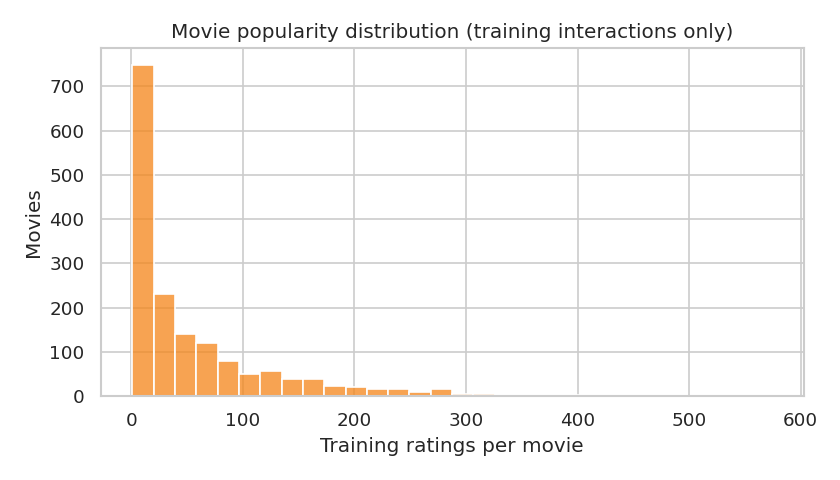 Movie popularity distribution (training interactions only)
Movies
700
600
500
400
300
200
100
0
0 100 200 300 400 500 600
Training ratings per movie